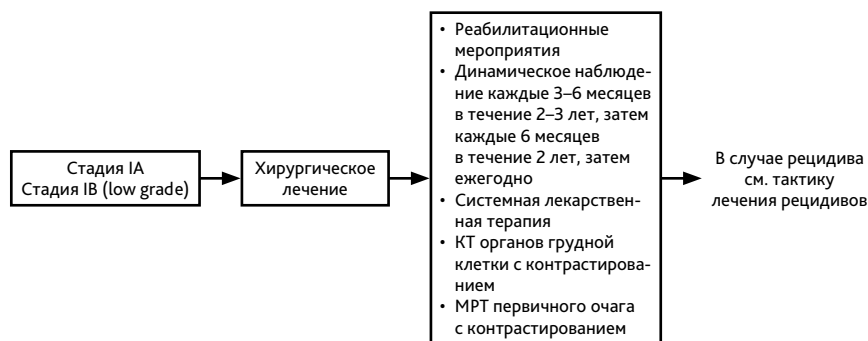 Стадия IA
Стадия IB (low grade)
Хирургическое
лечение
• Реабилитационные
мероприятия
• Динамическое наблюде-
ние каждые 3–6 месяцев
в течение 2–3 лет, затем
каждые 6 месяцев
в течение 2 лет, затем
ежегодно
• Системная лекарствен-
ная терапия
• КТ органов грудной
клетки с контрастирова-
нием
• МРТ первичного очага
с контрастированием
В случае рецидива
см. тактику
лечения рецидивов